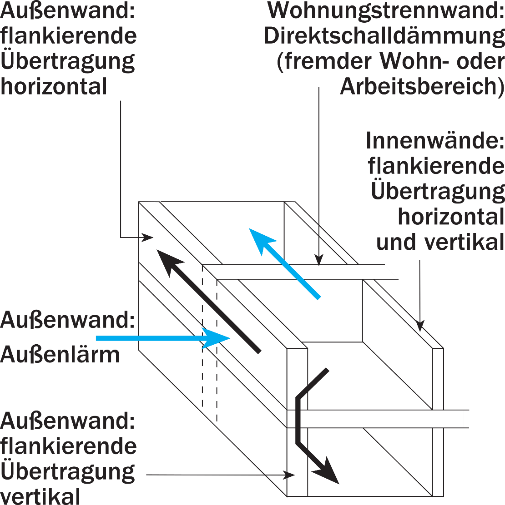 Außenwand:
flankierende
Übertragung
horizontal
Wohnungstrennwand:
Direktschalldämmung
(fremder Wohn- oder
Arbeitsbereich)
Innenwände:
flankierende
Übertragung
horizontal
und vertikal
Außenwand:
Außenlärm
Außenwand:
flankierende
Übertragung
vertikal